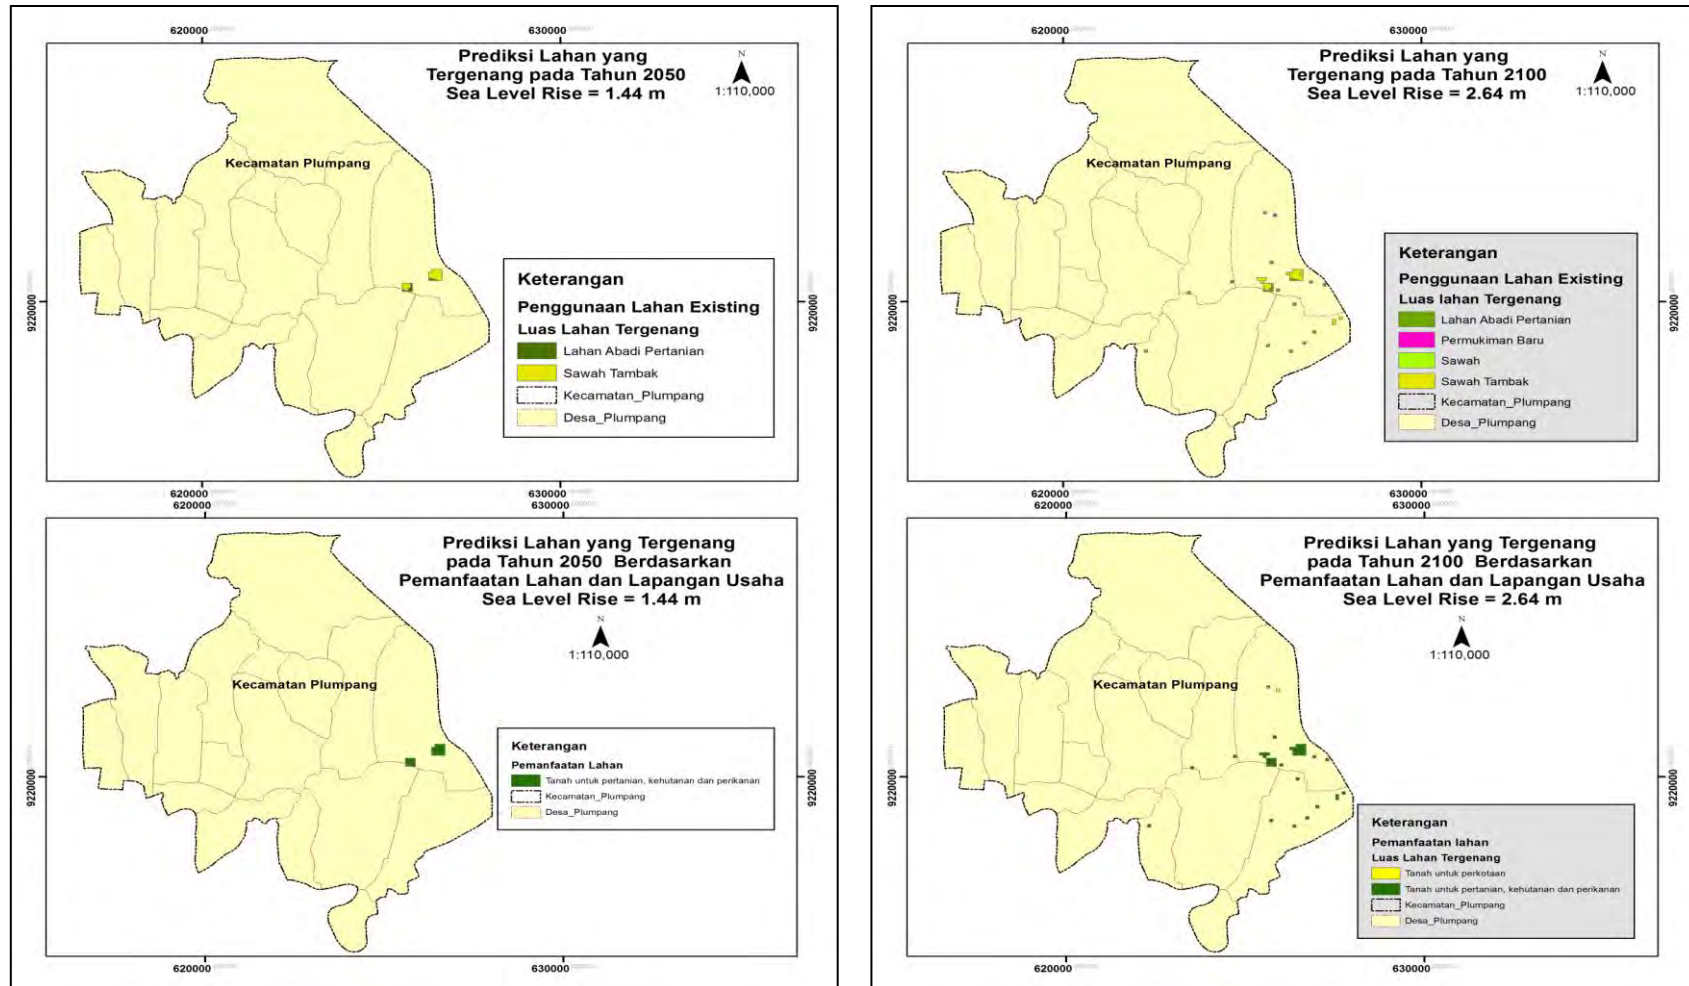 620000
630000
Prediksi Lahan yang
Tergenang pada Tahun 2050
Sea Level Rise = 1.44 m
N
1:110,000
Kecamatan Plumpang
9220000
9220000
Keterangan
Penggunaan Lahan Existing
Luas Lahan Tergenang
Lahan Abadi Pertanian
Sawah Tambak
Kecamatan_Plumpang
Desa_Plumpang
620000
630000
620000
630000
Prediksi Lahan yang Tergenang
pada Tahun 2050 Berdasarkan
Pemanfaatan Lahan dan Lapangan Usaha
Sea Level Rise = 1.44 m
N
1:110,000
Kecamatan Plumpang
9220000
9220000
Keterangan
Pemanfaatan Lahan
Tanah untuk pertanian, kehutanan dan perikanan
Kecamatan_Plumpang
Desa_Plumpang
620000
630000
620000
630000
Prediksi Lahan yang
Tergenang pada Tahun 2100
Sea Level Rise = 2.64 m
N
1:110,000
Kecamatan Plumpang
9220000
9220000
Keterangan
Penggunaan Lahan Existing
Luas lahan Tergenang
Lahan Abadi Pertanian
Permukiman Baru
Sawah
Sawah Tambak
Kecamatan_Plumpang
Desa_Plumpang
620000
630000
620000
630000
Prediksi Lahan yang Tergenang
pada Tahun 2100 Berdasarkan
Pemanfaatan Lahan dan Lapangan Usaha
Sea Level Rise = 2.64 m
N
1:110,000
Kecamatan Plumpang
9220000
9220000
Keterangan
Pemanfaatan lahan
Luas Lahan Tergenang
Tanah untuk perkotaan
Tanah untuk pertanian, kehutanan dan perikanan
Kecamatan_Plumpang
Desa_Plumpang
620000
630000